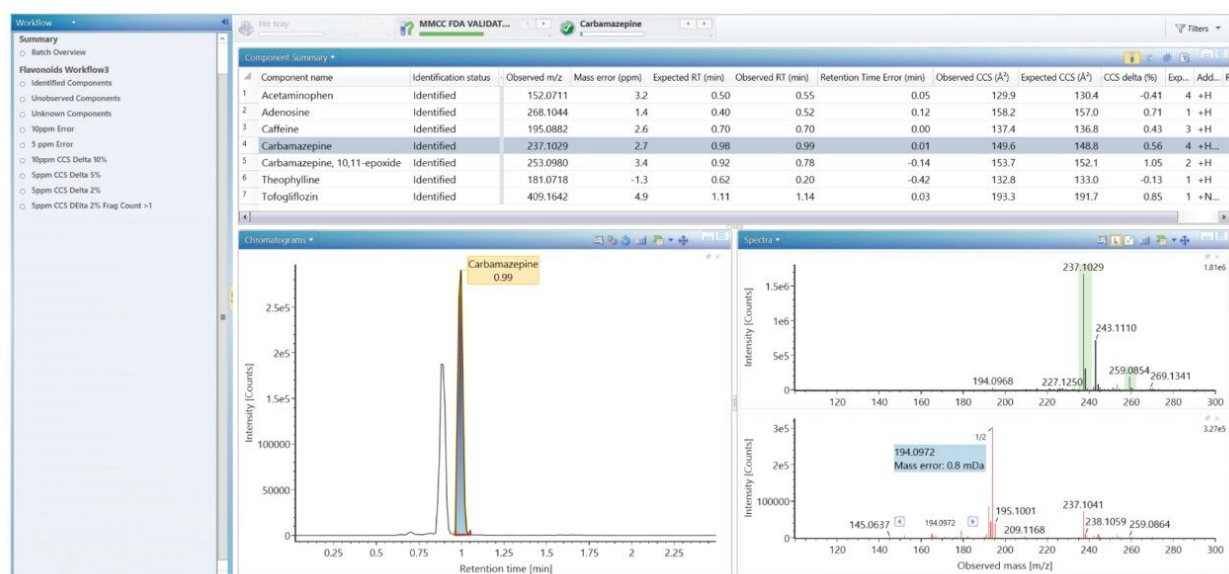 Workflow
Summary
Batch Overview
Flavonoids Workflow3
Identified Components
Unobserved Components
Unknown Components
10ppm Error
5 ppm Error
10ppm CCS Delta 10%
5ppm CCS Delta 5%
5ppm CCS Delta 2%
5ppm CCS DElta 2% Frag Count >1
No tray
MMCC FDA VALIDAT...
Carbamazepine
Filters
Component Summary
Component name Identification status Observed m/z Mass error (ppm) Expected RT (min) Observed RT (min) Retention Time Error (min) Observed CCS (Å²) Expected CCS (Å²) CCS delta (%) Exp... Add... R
1 Acetaminophen Identified 152.0711 3.2 0.50 0.55 0.05 129.9 130.4 -0.41 4 +H
2 Adenosine Identified 268.1044 1.4 0.40 0.52 0.12 158.2 157.0 0.71 1 +H
3 Caffeine Identified 195.0882 2.6 0.70 0.70 0.00 137.4 136.8 0.43 3 +H
4 Carbamazepine Identified 237.1029 2.7 0.98 0.99 0.01 149.6 148.8 0.56 4 +H...
5 Carbamazepine, 10,11-epoxide Identified 253.0980 3.4 0.92 0.78 -0.14 153.7 152.1 1.05 2 +H
6 Theophylline Identified 181.0718 -1.3 0.62 0.20 -0.42 132.8 133.0 -0.13 1 +H
7 Tofogliflozin Identified 409.1642 4.9 1.11 1.14 0.03 193.3 191.7 0.85 1 +N...
Chromatograms
Carbamazepine
0.99
Intensity [Counts]
2.5e5
2e5
1.5e5
100000
50000
0
0.25 0.5 0.75 1 1.25 1.5 1.75 2 2.25
Retention time [min]
Spectra
1.81e6
237.1029
243.1110
259.0854
269.1341
227.1250
194.0968
Intensity [Counts]
1.5e6
1e6
5e5
0
120 140 160 180 200 220 240 260 280 300
3.27e5
1/2
194.0972
Mass error: 0.8 mDa
Intensity [Counts]
3e5
2e5
100000
0
145.0637
194.0972
195.1001
209.1168
237.1041
238.1059
259.0864
120 140 160 180 200 220 240 260 280 300
Observed mass [m/z]